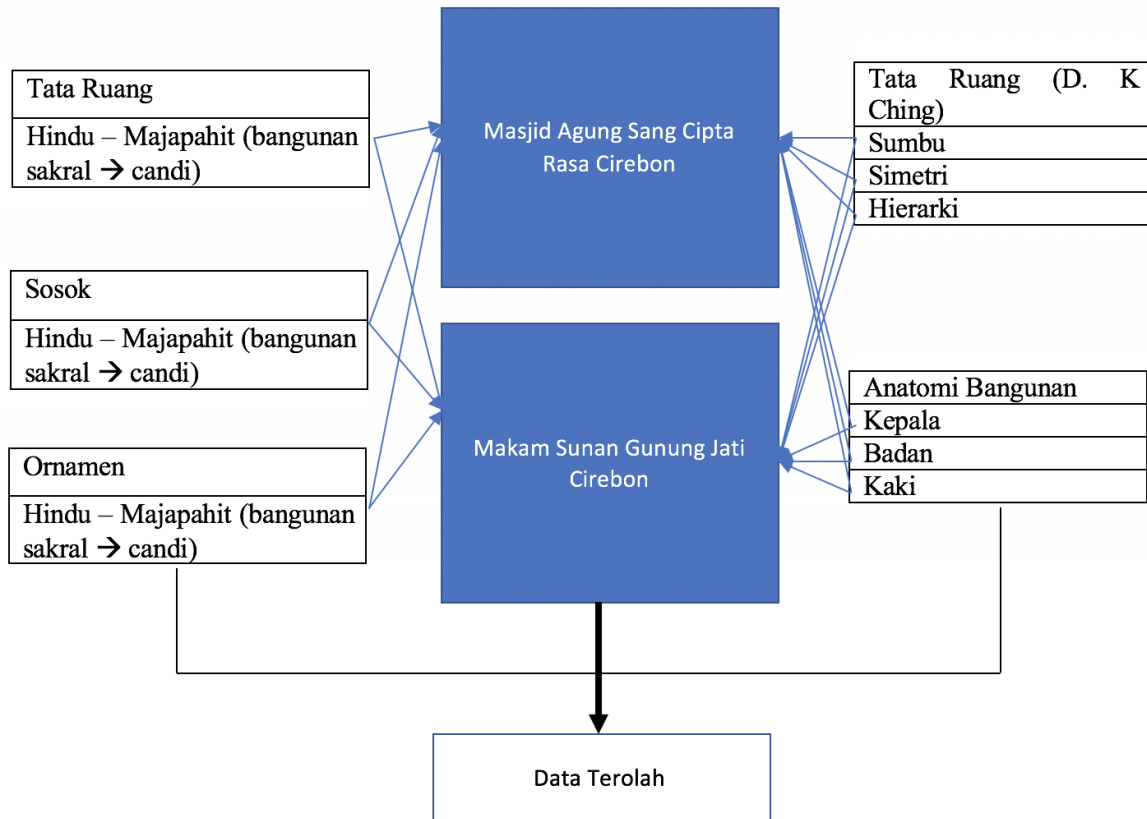 Tata Ruang
Hindu – Majapahit (bangunan
sakral → candi)
Sosok
Hindu – Majapahit (bangunan
sakral → candi)
Ornamen
Hindu – Majapahit (bangunan
sakral → candi)
Masjid Agung Sang Cipta
Rasa Cirebon
Makam Sunan Gunung Jati
Cirebon
Tata Ruang (D. K
Ching)
Sumbu
Simetri
Hierarki
Anatomi Bangunan
Kepala
Badan
Kaki
Data Terolah